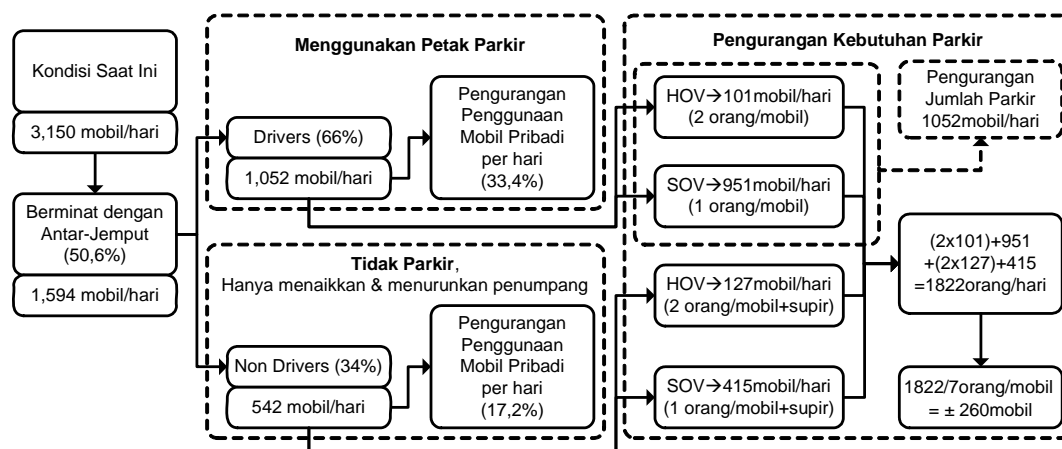 Kondisi Saat Ini
3,150 mobil/hari
Berminat dengan
Antar-Jemput
(50,6%)
1,594 mobil/hari
Menggunakan Petak Parkir
Drivers (66%)
1,052 mobil/hari
Pengurangan
Penggunaan
Mobil Pribadi
per hari
(33,4%)
Tidak Parkir,
Hanya menaikkan & menurunkan penumpang
Non Drivers (34%)
542 mobil/hari
Pengurangan
Penggunaan
Mobil Pribadi
per hari
(17,2%)
Pengurangan Kebutuhan Parkir
HOV→101mobil/hari
(2 orang/mobil)
SOV→951mobil/hari
(1 orang/mobil)
HOV→127mobil/hari
(2 orang/mobil+supir)
SOV→415mobil/hari
(1 orang/mobil+supir)
Pengurangan
Jumlah Parkir
1052mobil/hari
(2x101)+951
+(2x127)+415
=1822orang/hari
1822/7orang/mobil
= ± 260mobil